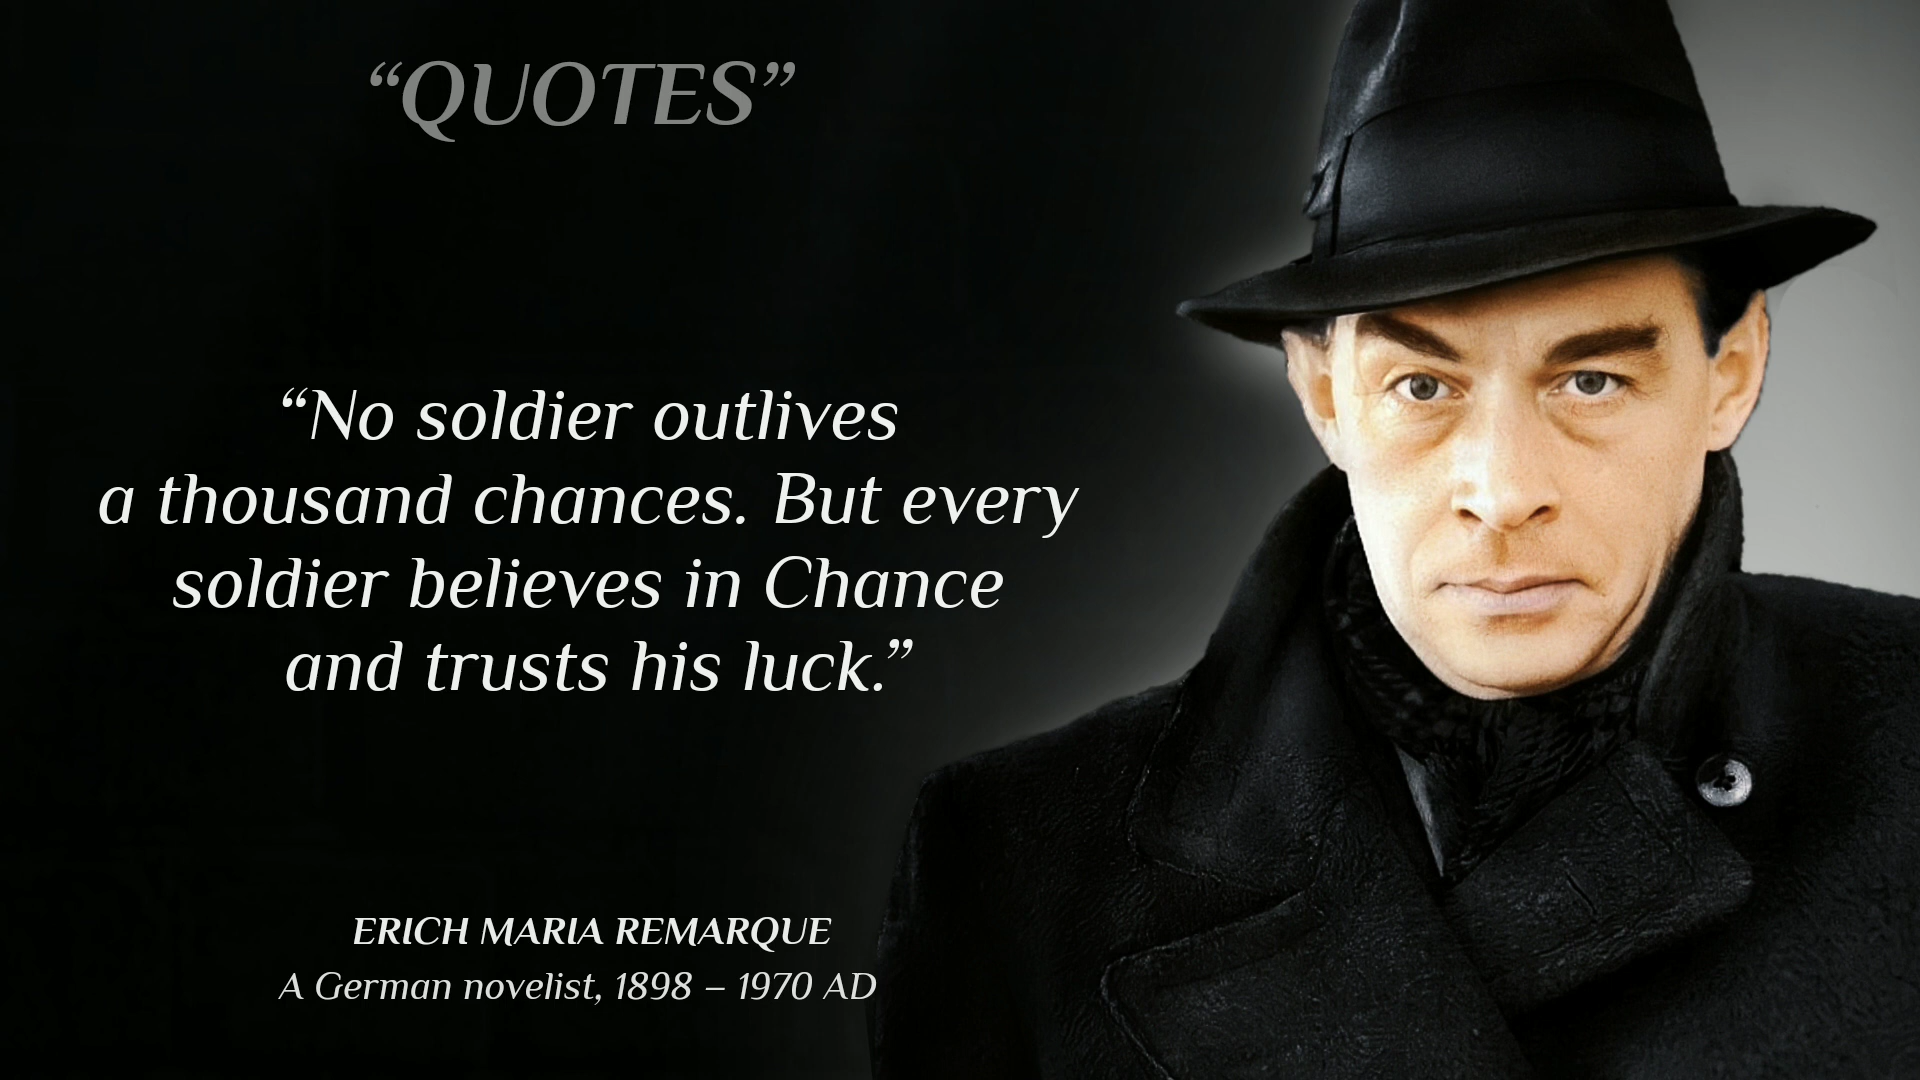 “QUOTES”
“No soldier outlives
a thousand chances. But every
soldier believes in Chance
and trusts his luck.”
ERICH MARIA REMARQUE
A German novelist, 1898 – 1970 AD